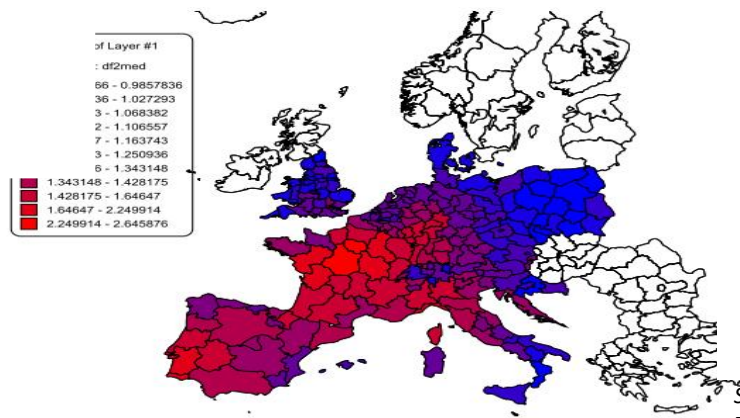 of Layer #1
: df2med
66 - 0.9857836
36 - 1.027293
3 - 1.068382
2 - 1.106557
7 - 1.163743
3 - 1.250936
6 - 1.343148
1.343148 - 1.428175
1.428175 - 1.64647
1.64647 - 2.249914
2.249914 - 2.645876